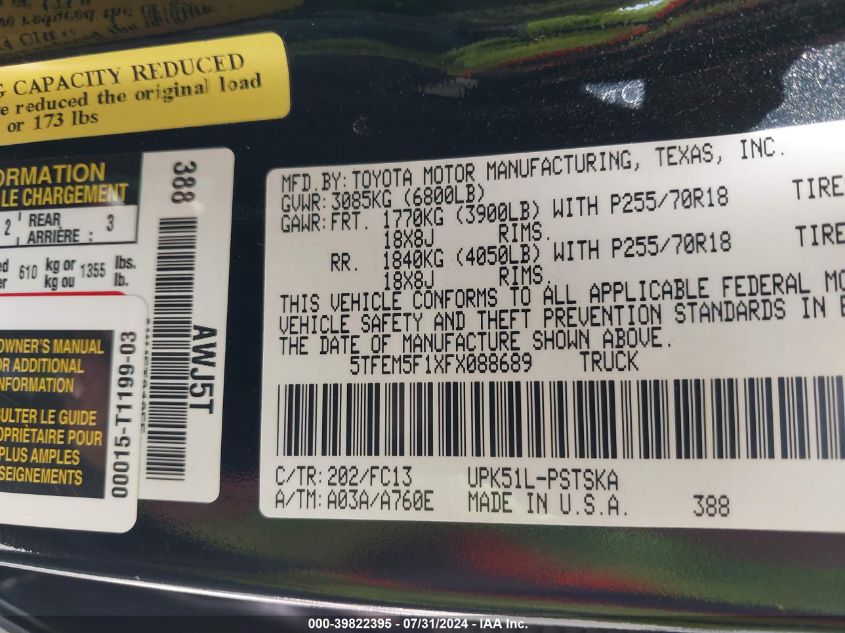 G CAPACITY REDUCED
ve reduced the original load
or 173 lbs
ORMATION
LE CHARGEMENT
2 REAR ARRIÈRE : 3
610 kg or kg ou 1355 lbs. lb.
OWNER'S MANUAL
OR ADDITIONAL
INFORMATION
SULTER LE GUIDE
OPRIÉTAIRE POUR
PLUS AMPLES
SEIGNEMENTS
00015-T1199-03
388
AWJ5T
MFD.BY:TOYOTA MOTOR MANUFACTURING, TEXAS, INC.
GVWR:3085KG (6800LB)
GAWR:FRT. 1770KG (3900LB) WITH P255/70R18 TIRE
18X8J RIMS.
RR. 1840KG (4050LB) WITH P255/70R18 TIRE
18X8J RIMS.
THIS VEHICLE CONFORMS TO ALL APPLICABLE FEDERAL MO
VEHICLE SAFETY AND THEFT PREVENTION STANDARDS IN E
THE DATE OF MANUFACTURE SHOWN ABOVE.
5TFEM5F1XFX088689 TRUCK
C/TR:202/FC13 UPK51L-PSTSKA
A/TM:A03A/A760E MADE IN U.S.A. 388
000-39822395 - 07/31/2024 - IAA Inc.